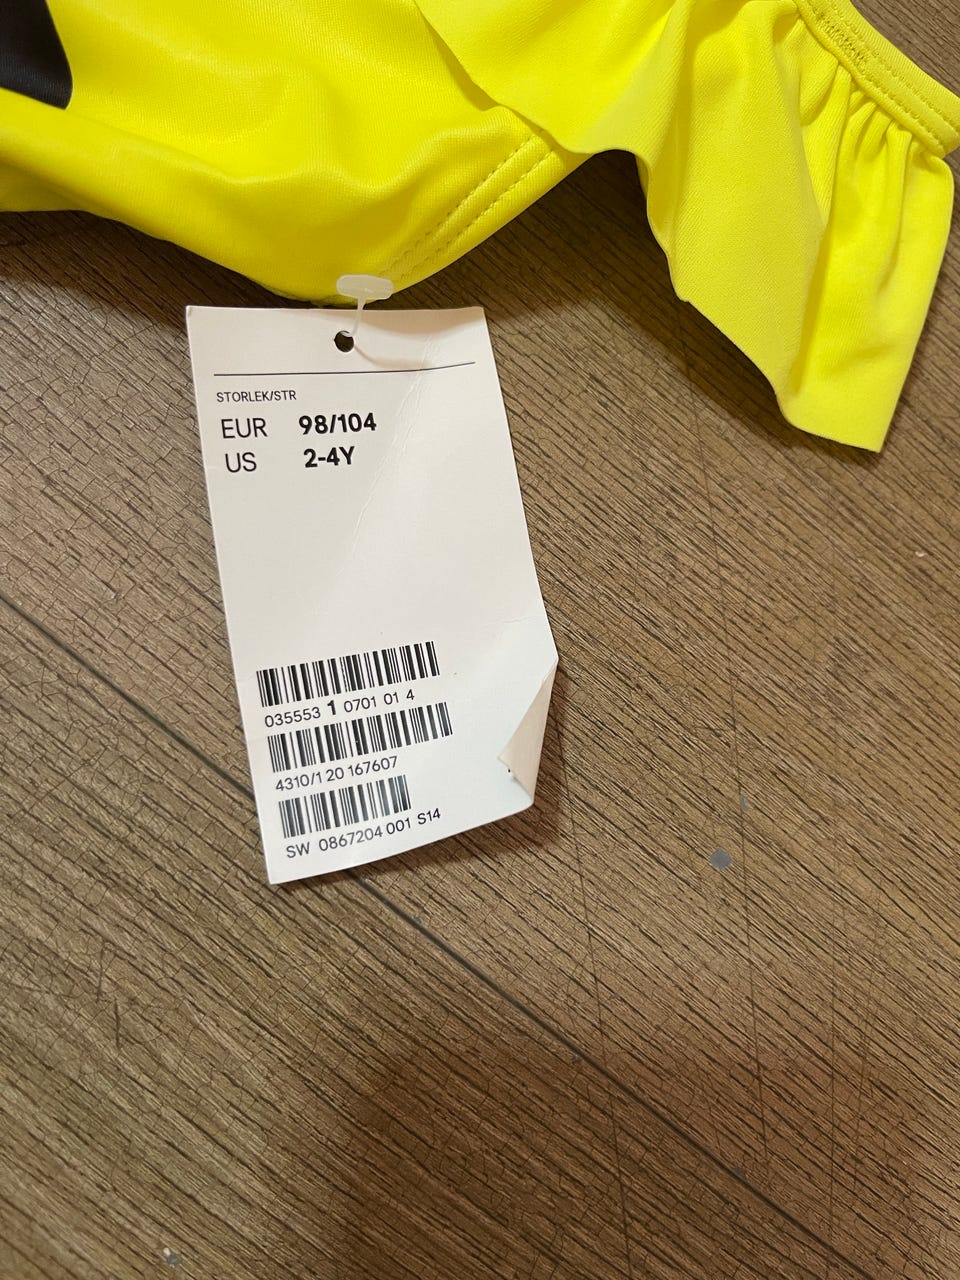 STORLEK/STR
EUR 98/104
US 2-4Y
035553 1 0701 01 4
4310/1 20 167607
SW 0867204 001 S14